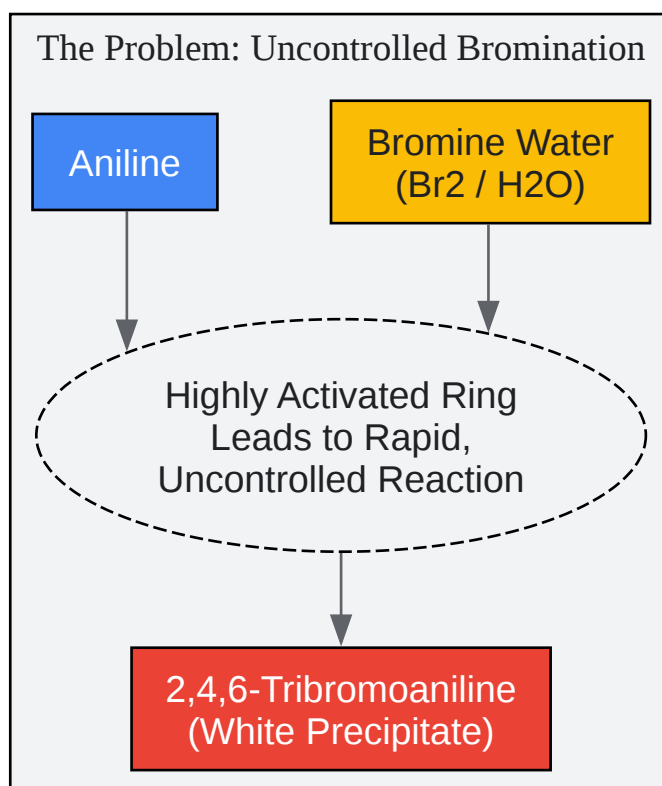 The Problem: Uncontrolled Bromination
Aniline
Bromine Water
(Br2 / H2O)
Highly Activated Ring
Leads to Rapid,
Uncontrolled Reaction
2,4,6-Tribromoaniline
(White Precipitate)